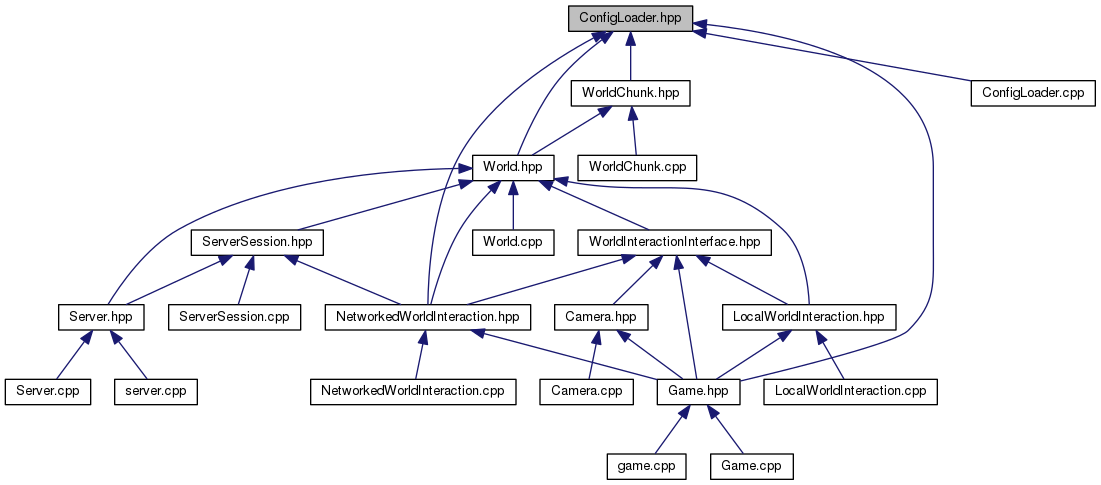 ConfigLoader.hpp
WorldChunk.hpp
ConfigLoader.cpp
World.hpp
WorldChunk.cpp
ServerSession.hpp
World.cpp
WorldInteractionInterface.hpp
Server.hpp
ServerSession.cpp
NetworkedWorldInteraction.hpp
Camera.hpp
LocalWorldInteraction.hpp
Server.cpp
server.cpp
NetworkedWorldInteraction.cpp
Camera.cpp
Game.hpp
LocalWorldInteraction.cpp
game.cpp
Game.cpp